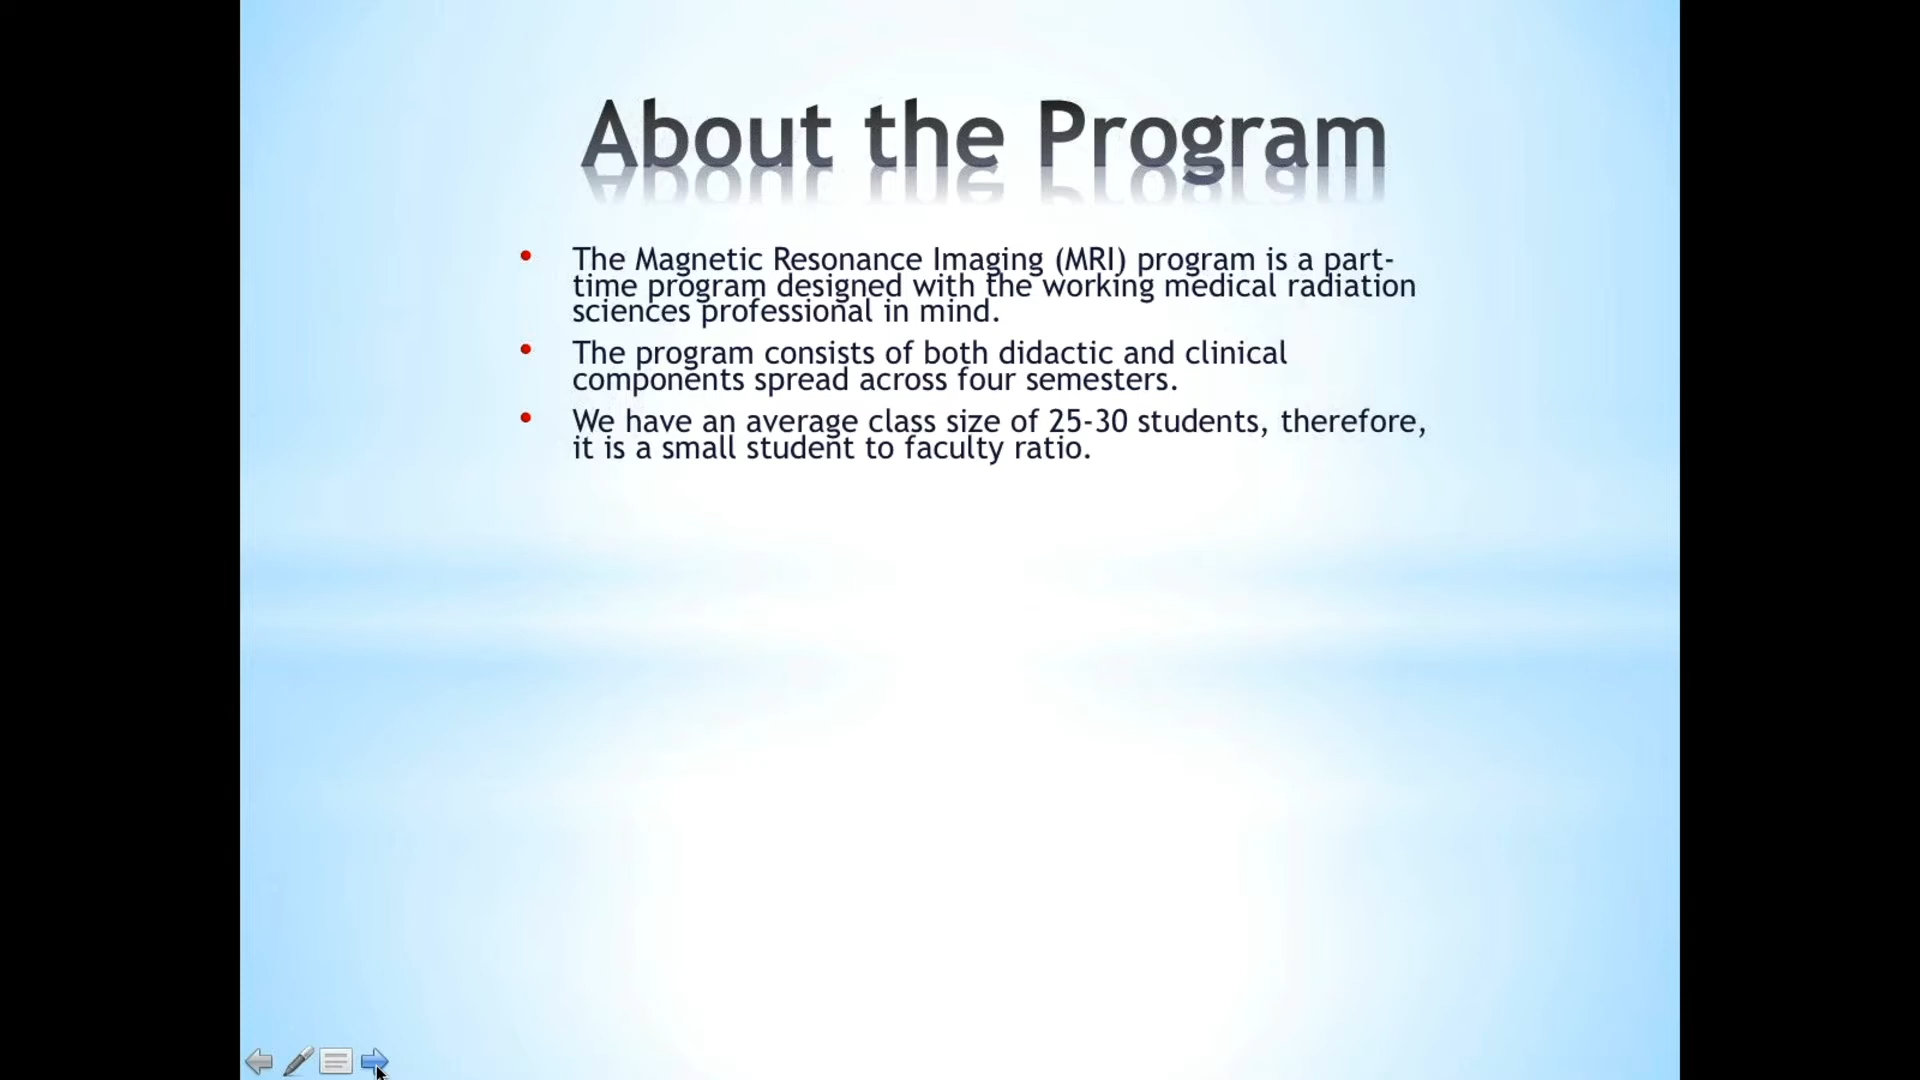 About the Program
• The Magnetic Resonance Imaging (MRI) program is a part-
time program designed with the working medical radiation
sciences professional in mind.
• The program consists of both didactic and clinical
components spread across four semesters.
• We have an average class size of 25-30 students, therefore,
it is a small student to faculty ratio.